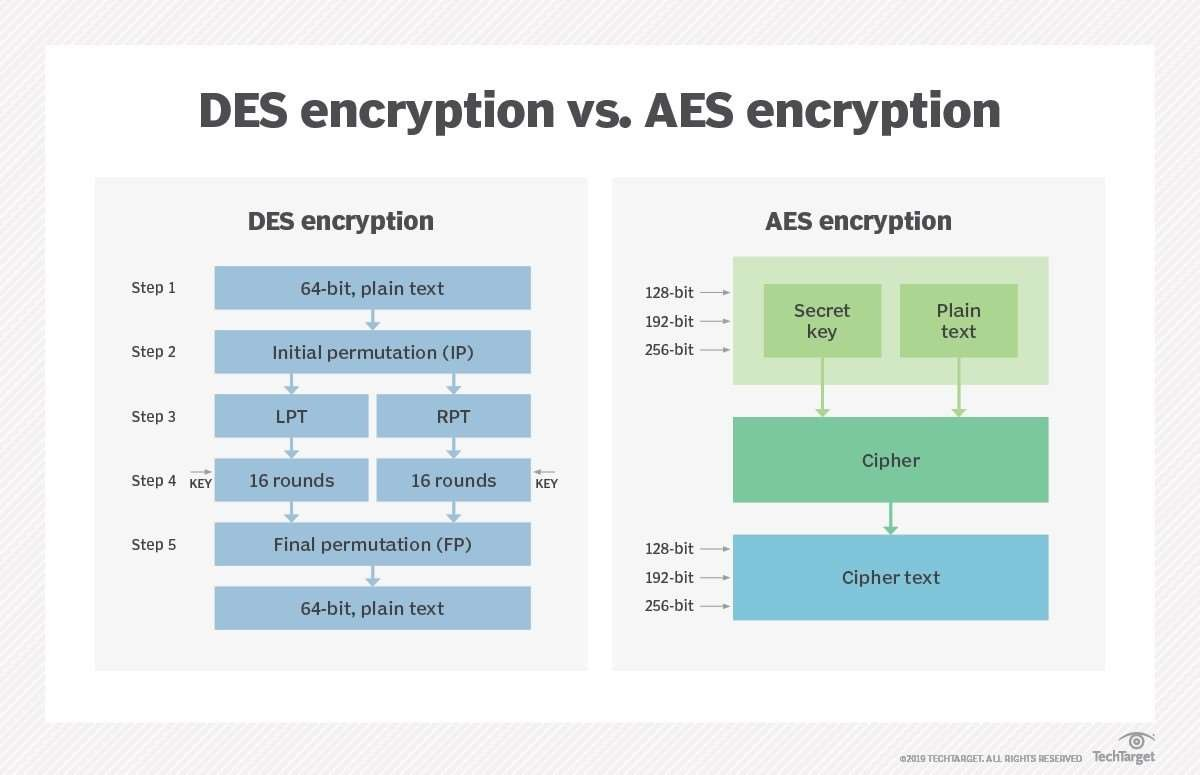 DES encryption vs. AES encryption
DES encryption
Step 1
64-bit, plain text
Step 2
Initial permutation (IP)
Step 3
LPT
RPT
Step 4
KEY
16 rounds
16 rounds
KEY
Step 5
Final permutation (FP)
64-bit, plain text
AES encryption
128-bit
192-bit
256-bit
Secret
key
Plain
text
Cipher
128-bit
192-bit
256-bit
Cipher text
©2019 TECHTARGET. ALL RIGHTS RESERVED
TechTarget